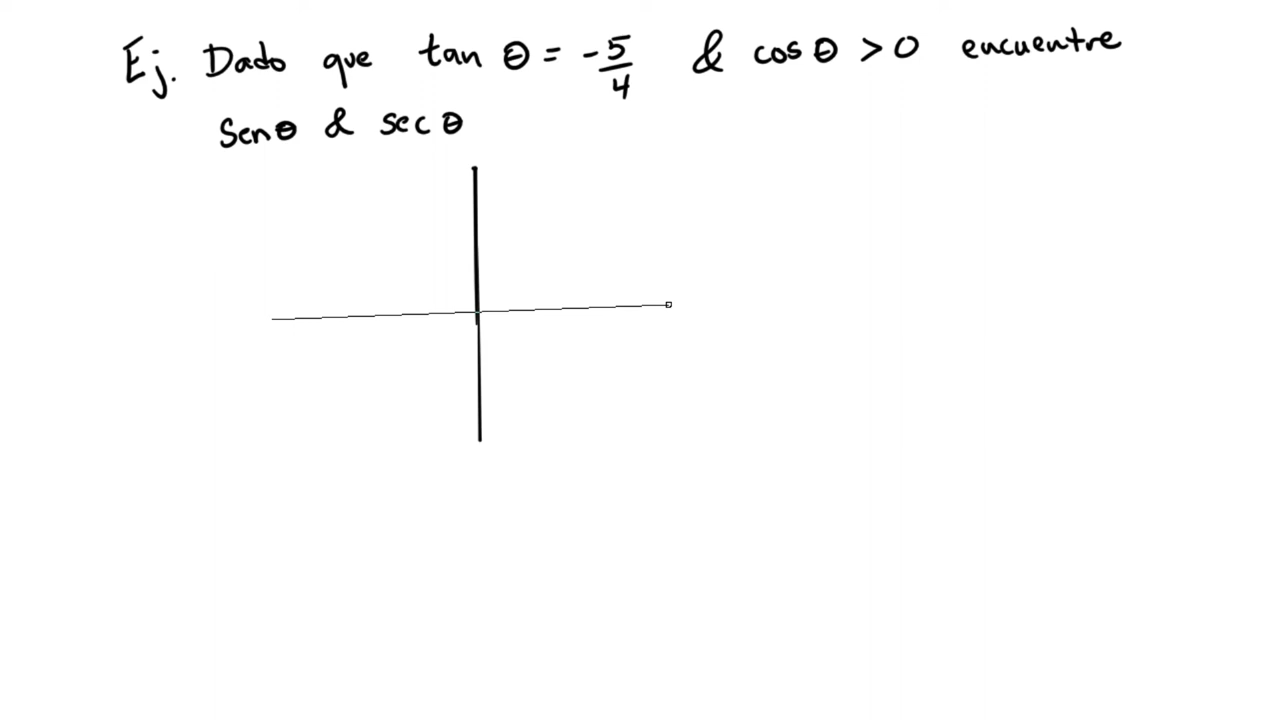 Ej. Dado que tan θ = -5/4 & cos θ > 0 encuentre
Sen θ & sec θ